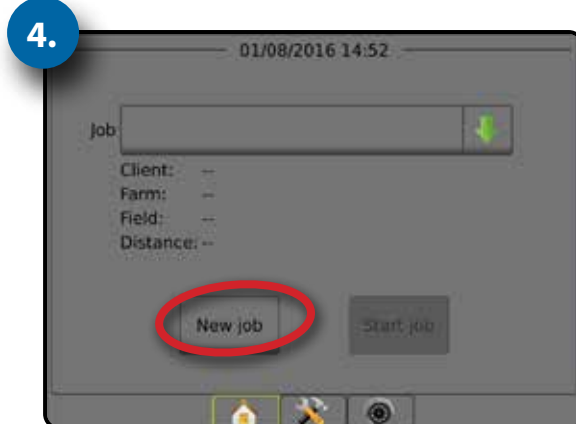 4.
01/08/2016 14:52
Job
Client: --
Farm: --
Field: --
Distance: --
New job
Start job